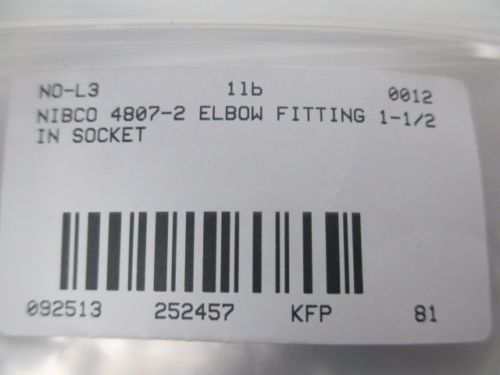 NO-L3 1lb 0012
NIBCO 4807-2 ELBOW FITTING 1-1/2
IN SOCKET
092513 252457 KFP 81